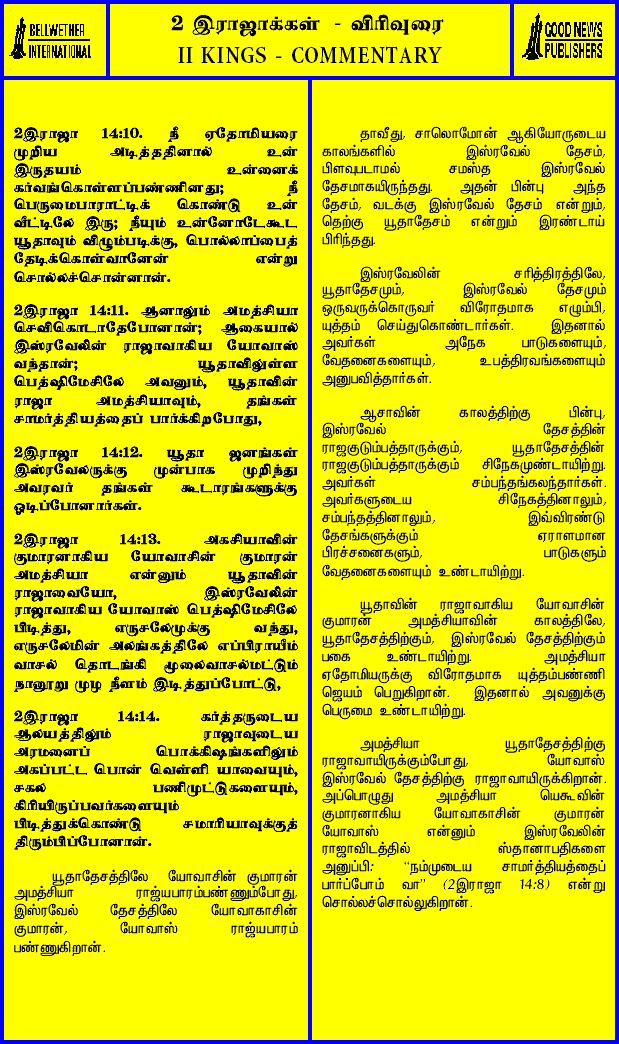 BELLWETHER
INTERNATIONAL
2 இராஜாக்கள் - விரிவுரை
II KINGS - COMMENTARY
GOOD NEWS
PUBLISHERS
2இராஜா 14:10. நீ ஏதோமியரை
முறிய அடித்ததினால் உன்
இருதயம் உன்னைக்
கர்வங்கொள்ளப்பண்ணினது; நீ
பெருமைபாராட்டிக் கொண்டு உன்
வீட்டிலே இரு; நீயும் உன்னோடேகூட
யூதாவும் விழும்படிக்கு, பொல்லாப்பைத்
தேடிக்கொள்வானேன் என்று
சொல்லச்சொன்னான்.
2இராஜா 14:11. ஆனாலும் அமத்சியா
செவிகொடாதேபோனான்; ஆகையால்
இஸ்ரவேலின் ராஜாவாகிய யோவாஸ்
வந்தான்; யூதாவிலுள்ள
பெத்ஷிமேசிலே அவனும், யூதாவின்
ராஜா அமத்சியாவும், தங்கள்
சாமர்த்தியத்தைப் பார்க்கிறபோது,
2இராஜா 14:12. யூதா ஜனங்கள்
இஸ்ரவேலருக்கு முன்பாக முறிந்து
அவரவர் தங்கள் கூடாரங்களுக்கு
ஓடிப்போனார்கள்.
2இராஜா 14:13. அகசியாவின்
குமாரனாகிய யோவாசின் குமாரன்
அமத்சியா என்னும் யூதாவின்
ராஜாவையோ, இஸ்ரவேலின்
ராஜாவாகிய யோவாஸ் பெத்ஷிமேசிலே
பிடித்து, எருசலேமுக்கு வந்து,
எருசலேமின் அலங்கத்திலே எப்பிராயீம்
வாசல் தொடங்கி மூலைவாசல்மட்டும்
நானூறு முழ நீளம் இடித்துப்போட்டு,
2இராஜா 14:14. கர்த்தருடைய
ஆலயத்திலும் ராஜாவுடைய
அரமனைப் பொக்கிஷங்களிலும்
அகப்பட்ட பொன் வெள்ளி யாவையும்,
சகல பணிமுட்டுகளையும்,
கிரியிருப்பவர்களையும்
பிடித்துக்கொண்டு சமாரியாவுக்குத்
திரும்பிப்போனான்.
யூதாதேசத்திலே யோவாசின் குமாரன்
அமத்சியா ராஜ்யபாரம்பண்ணும்போது,
இஸ்ரவேல் தேசத்திலே யோவாகாசின்
குமாரன், யோவாஸ் ராஜ்யபாரம்
பண்ணுகிறான்.
தாவீது, சாலொமோன் ஆகியோருடைய
காலங்களில் இஸ்ரவேல் தேசம்,
பிளவுபடாமல் சமஸ்த இஸ்ரவேல்
தேசமாகயிருந்தது. அதன் பின்பு அந்த
தேசம், வடக்கு இஸ்ரவேல் தேசம் என்றும்,
தெற்கு யூதாதேசம் என்றும் இரண்டாய்
பிரிந்தது.
இஸ்ரவேலின் சரித்திரத்திலே,
யூதாதேசமும், இஸ்ரவேல் தேசமும்
ஒருவருக்கொருவர் விரோதமாக எழும்பி,
யுத்தம் செய்துகொண்டார்கள். இதனால்
அவர்கள் அநேக பாடுகளையும்,
வேதனைகளையும், உபத்திரவங்களையும்
அனுபவித்தார்கள்.
ஆசாவின் காலத்திற்கு பின்பு,
இஸ்ரவேல் தேசத்தின்
ராஜகுடும்பத்தாருக்கும், யூதாதேசத்தின்
ராஜகுடும்பத்தாருக்கும் சிநேகமுண்டாயிற்று.
அவர்கள் சம்பந்தங்கலந்தார்கள்.
அவர்களுடைய சிநேகத்தினாலும்,
சம்பந்தத்தினாலும், இவ்விரண்டு
தேசங்களுக்கும் ஏராளமான
பிரச்சனைகளும், பாடுகளும்
வேதனைகளையும் உண்டாயிற்று.
யூதாவின் ராஜாவாகிய யோவாசின்
குமாரன் அமத்சியாவின் காலத்திலே,
யூதாதேசத்திற்கும், இஸ்ரவேல் தேசத்திற்கும்
பகை உண்டாயிற்று. அமத்சியா
ஏதோமியருக்கு விரோதமாக யுத்தம்பண்ணி
ஜெயம் பெறுகிறான். இதனால் அவனுக்கு
பெருமை உண்டாயிற்று.
அமத்சியா யூதாதேசத்திற்கு
ராஜாவாயிருக்கும்போது, யோவாஸ்
இஸ்ரவேல் தேசத்திற்கு ராஜாவாயிருக்கிறான்.
அப்பொழுது அமத்சியா யெகூவின்
குமாரனாகிய யோவாகாசின் குமாரன்
யோவாஸ் என்னும் இஸ்ரவேலின்
ராஜாவிடத்தில் ஸ்தானாபதிகளை
அனுப்பி: “நம்முடைய சாமர்த்தியத்தைப்
பார்ப்போம் வா” (2இராஜா 14:8) என்று
சொல்லச்சொல்லுகிறான்.